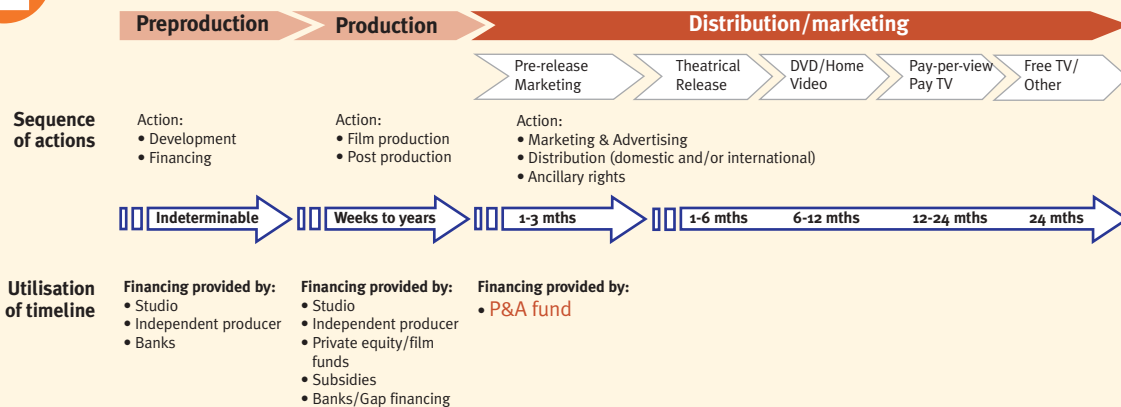 Preproduction
Production
Distribution/marketing
Pre-release
Marketing
Theatrical
Release
DVD/Home
Video
Pay-per-view
Pay TV
Free TV/
Other
Sequence
of actions
Action:
• Development
• Financing
Action:
• Film production
• Post production
Action:
• Marketing & Advertising
• Distribution (domestic and/or international)
• Ancillary rights
Indeterminable
Weeks to years
1-3 mths
1-6 mths
6-12 mths
12-24 mths
24 mths
Utilisation
of timeline
Financing provided by:
• Studio
• Independent producer
• Banks
Financing provided by:
• Studio
• Independent producer
• Private equity/film
funds
• Subsidies
• Banks/Gap financing
Financing provided by:
• P&A fund